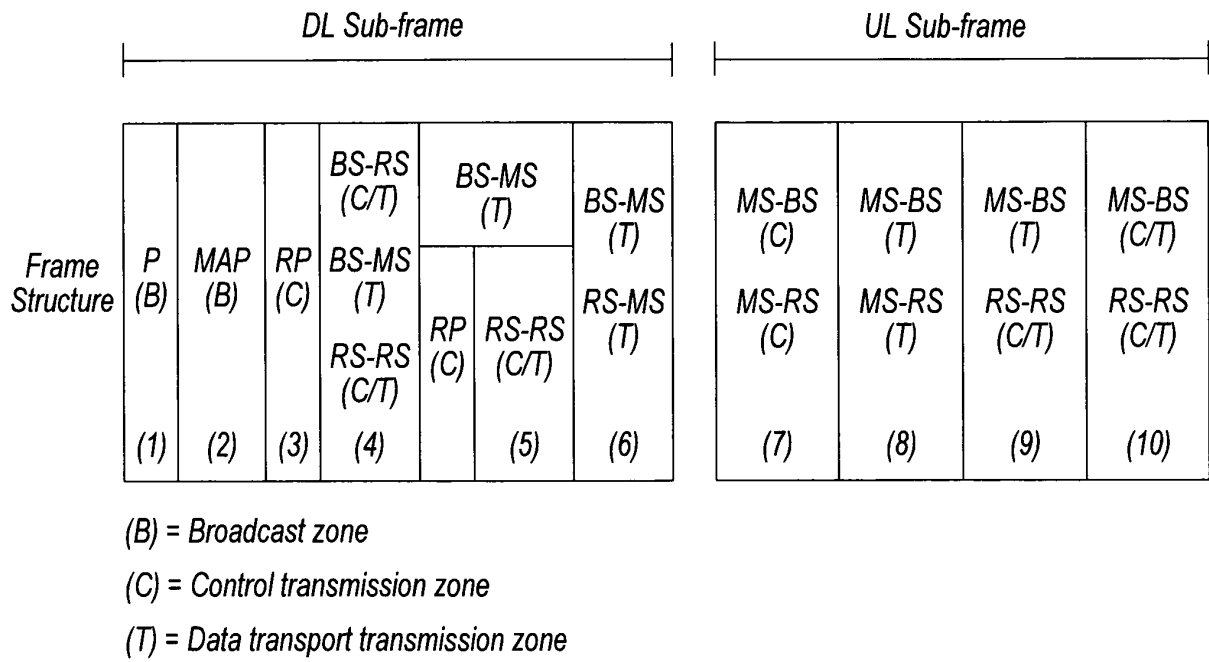 DL Sub-frame
UL Sub-frame
Frame
Structure
P
(B)
(1)
MAP
(B)
(2)
RP
(C)
(3)
BS-RS
(C/T)
BS-MS
(T)
RS-RS
(C/T)
(4)
BS-MS
(T)
RP
(C)
RS-RS
(C/T)
(5)
BS-MS
(T)
RS-MS
(T)
(6)
MS-BS
(C)
MS-RS
(C)
(7)
MS-BS
(T)
MS-RS
(T)
(8)
MS-BS
(T)
RS-RS
(C/T)
(9)
MS-BS
(C/T)
RS-RS
(C/T)
(10)
(B) = Broadcast zone
(C) = Control transmission zone
(T) = Data transport transmission zone